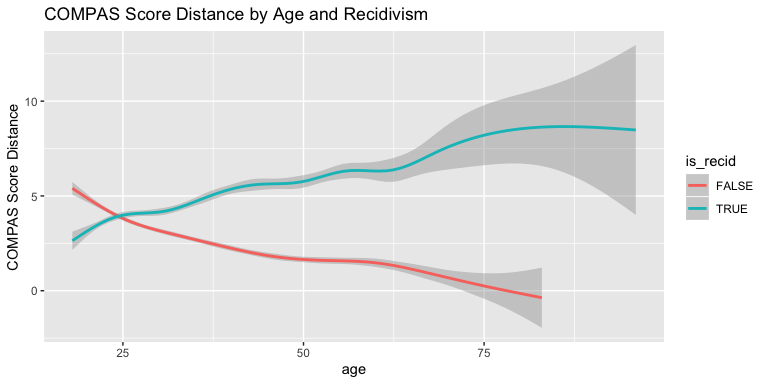 COMPAS Score Distance by Age and Recidivism
COMPAS Score Distance
10
5
0
25
50
75
age
is_recid
FALSE
TRUE